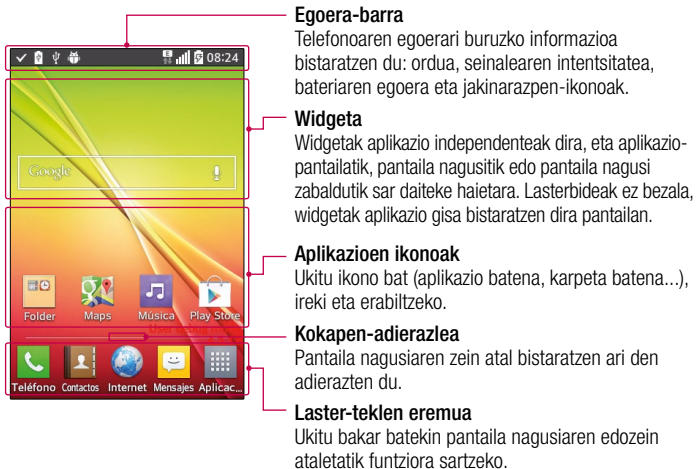 Egoera-barra
Telefonoaren egoerari buruzko informazioa
bistaratzen du: ordua, seinalearen intentsitatea,
bateriaren egoera eta jakinarazpen-ikonoak.
Widgeta
Widgetak aplikazio independenteak dira, eta aplikazio-
pantailatik, pantaila nagusitik edo pantaila nagusi
zabaldutik sar daiteke haietara. Lasterbideak ez bezala,
widgetak aplikazio gisa bistaratzen dira pantailan.
Aplikazioen ikonoak
Ukitu ikono bat (aplikazio batena, karpeta batena...),
ireki eta erabiltzeko.
Kokapen-adierazlea
Pantaila nagusiaren zein atal bistaratzen ari den
adierazten du.
Laster-teklen eremua
Ukitu bakar batekin pantaila nagusiaren edozein
ataletatik funtziora sartzeko.
E 08:24
Google
Folder Maps Música Play Store
User debug
Teléfono Contactos Internet Mensajes Aplicac...